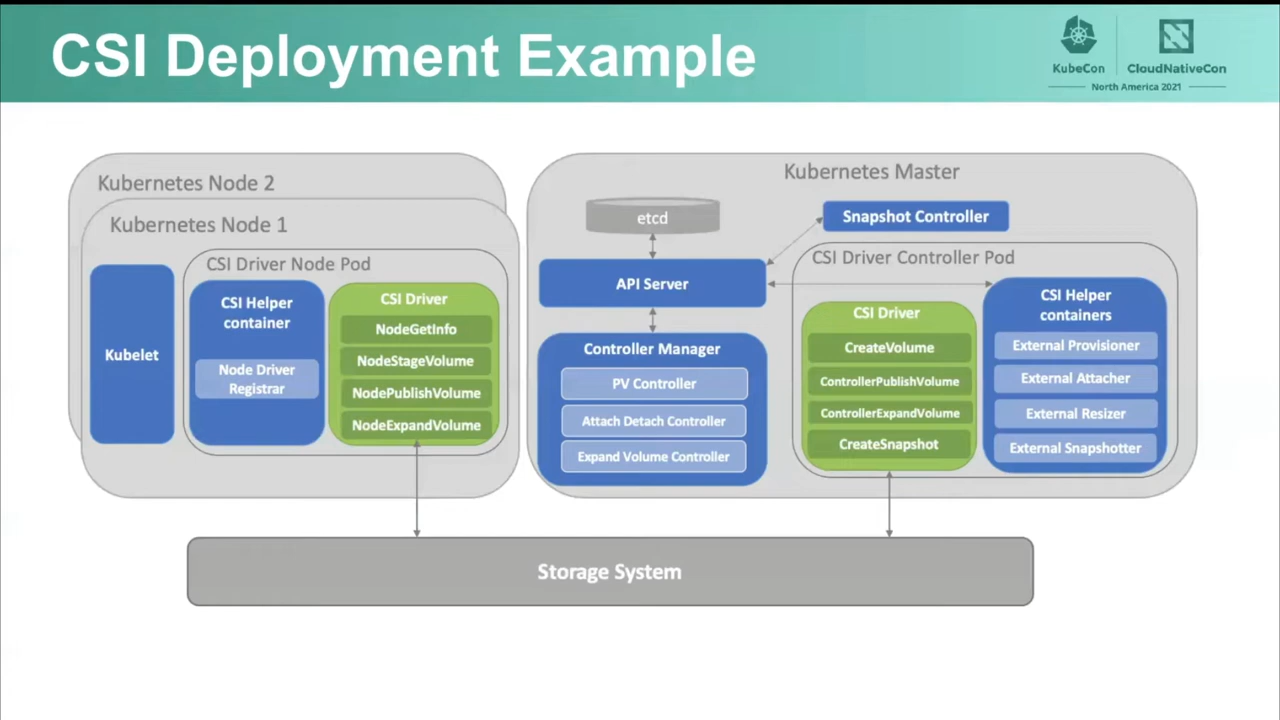 CSI Deployment Example
KubeCon
CloudNativeCon
North America 2021
Kubernetes Node 2
Kubernetes Node 1
Kubelet
CSI Driver Node Pod
CSI Helper
container
Node Driver
Registrar
CSI Driver
NodeGetInfo
NodeStageVolume
NodePublishVolume
NodeExpandVolume
Kubernetes Master
etcd
Snapshot Controller
API Server
Controller Manager
PV Controller
Attach Detach Controller
Expand Volume Controller
CSI Driver Controller Pod
CSI Driver
CreateVolume
ControllerPublishVolume
ControllerExpandVolume
CreateSnapshot
CSI Helper
containers
External Provisioner
External Attacher
External Resizer
External Snapshotter
Storage System